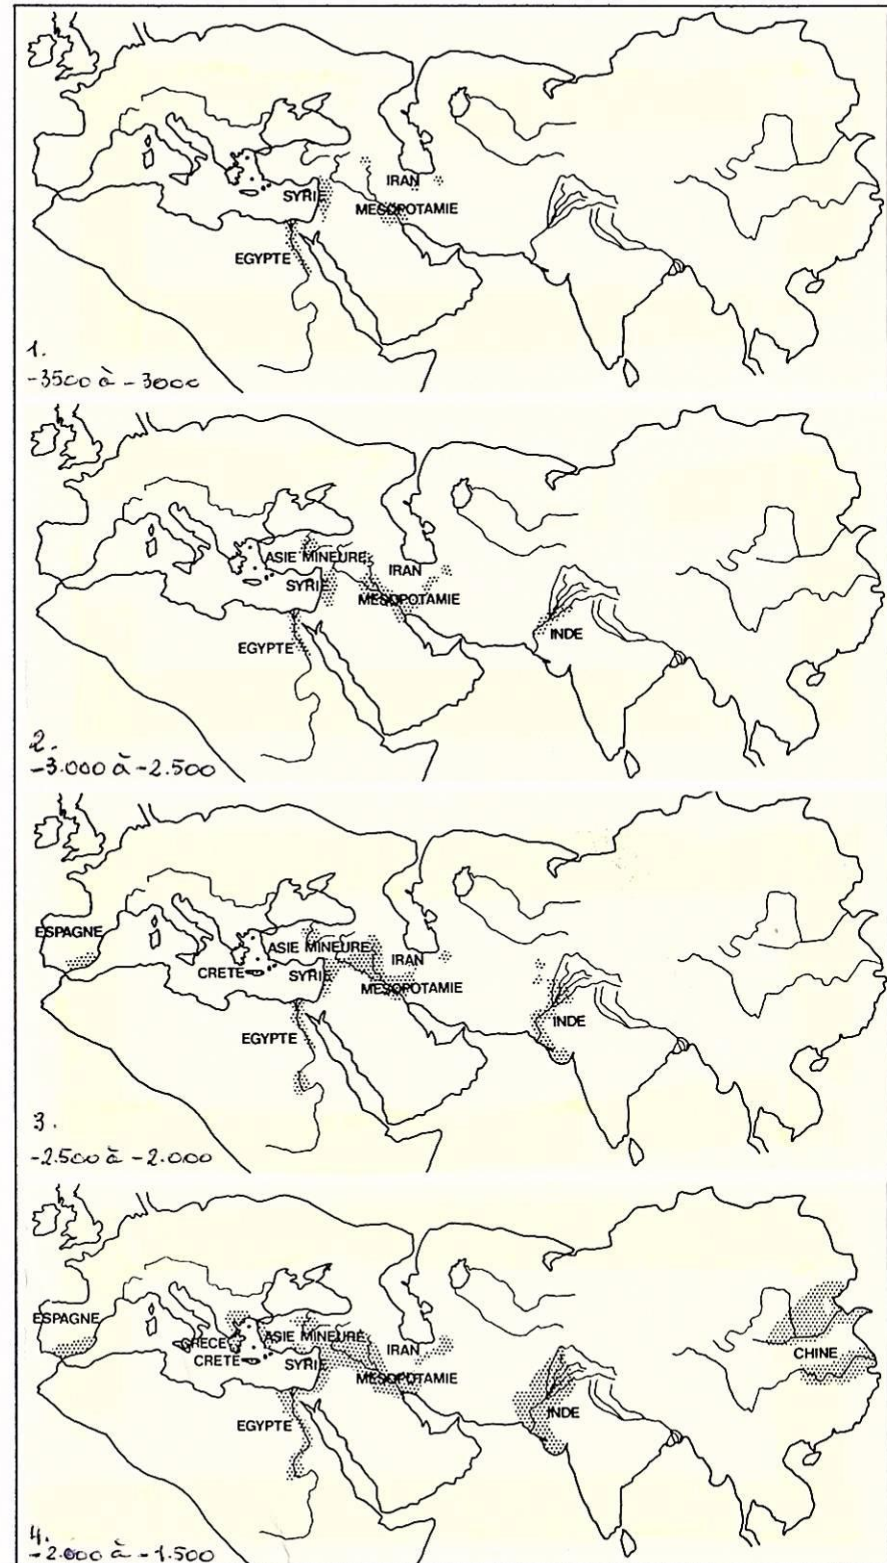 IRAN
SYRIE
MESOPOTAMIE
EGYPTE
1.
-3500 à -3000
ASIE MINEURE
IRAN
SYRIE
MESOPOTAMIE
EGYPTE
INDE
2.
-3.000 à -2.500
ESPAGNE
ASIE MINEURE
IRAN
CRETE
SYRIE
MESOPOTAMIE
INDE
EGYPTE
3.
-2.500 à -2.000
ESPAGNE
ASIE MINEURE
GRECE
IRAN
CRETE
SYRIE
CHINE
MESOPOTAMIE
INDE
EGYPTE
4.
-2.000 à -1.500